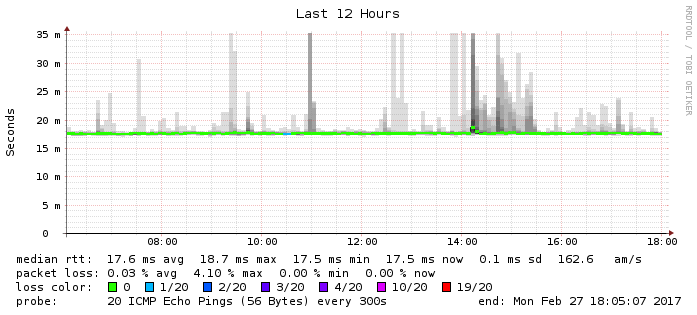 Last 12 Hours
RRDTOOL / TOBI OETIKER
Seconds
35 m
30 m
25 m
20 m
15 m
10 m
5 m
0
08:00 10:00 12:00 14:00 16:00 18:00
median rtt: 17.6 ms avg 18.7 ms max 17.5 ms min 17.5 ms now 0.1 ms sd 162.6 am/s
packet loss: 0.03 % avg 4.10 % max 0.00 % min 0.00 % now
loss color: 0 1/20 2/20 3/20 4/20 10/20 19/20
probe: 20 ICMP Echo Pings (56 Bytes) every 300s end: Mon Feb 27 18:05:07 2017